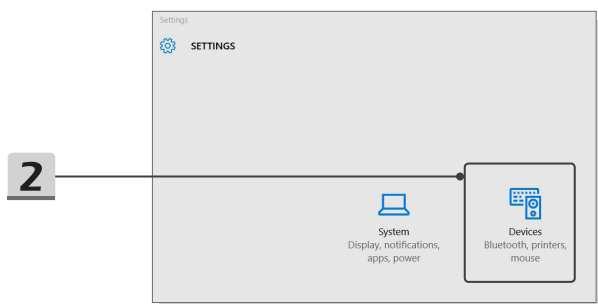 Settings
SETTINGS
2
System
Display, notifications,
apps, power
Devices
Bluetooth, printers,
mouse